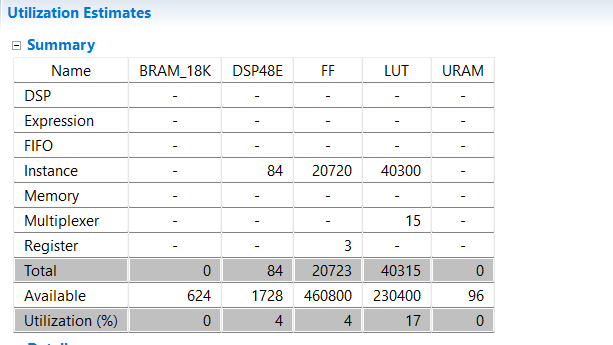 Utilization Estimates
Summary
Name BRAM_18K DSP48E FF LUT URAM
DSP - - - - -
Expression - - - - -
FIFO - - - - -
Instance - 84 20720 40300 -
Memory - - - - -
Multiplexer - - - 15 -
Register - - 3 - -
Total 0 84 20723 40315 0
Available 624 1728 460800 230400 96
Utilization (%) 0 4 4 17 0